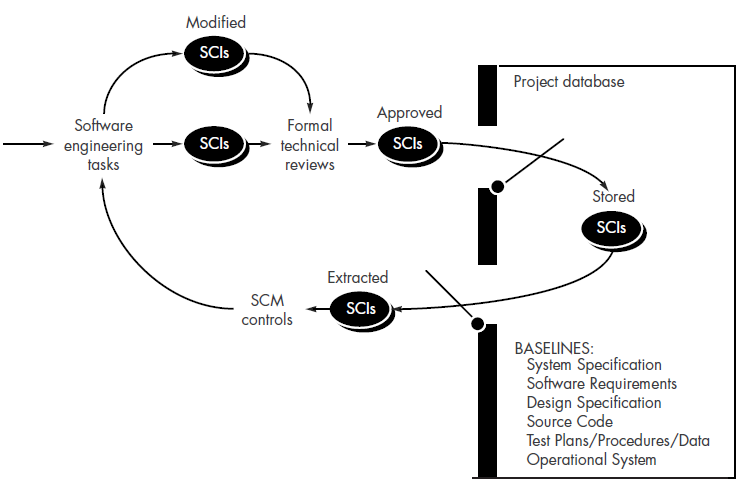 Modified
SCIs
Project database
Approved
Software
engineering
tasks
SCIs
Formal
technical
reviews
SCIs
Stored
SCIs
Extracted
SCIs
SCM
controls
BASELINES:
System Specification
Software Requirements
Design Specification
Source Code
Test Plans/Procedures/Data
Operational System